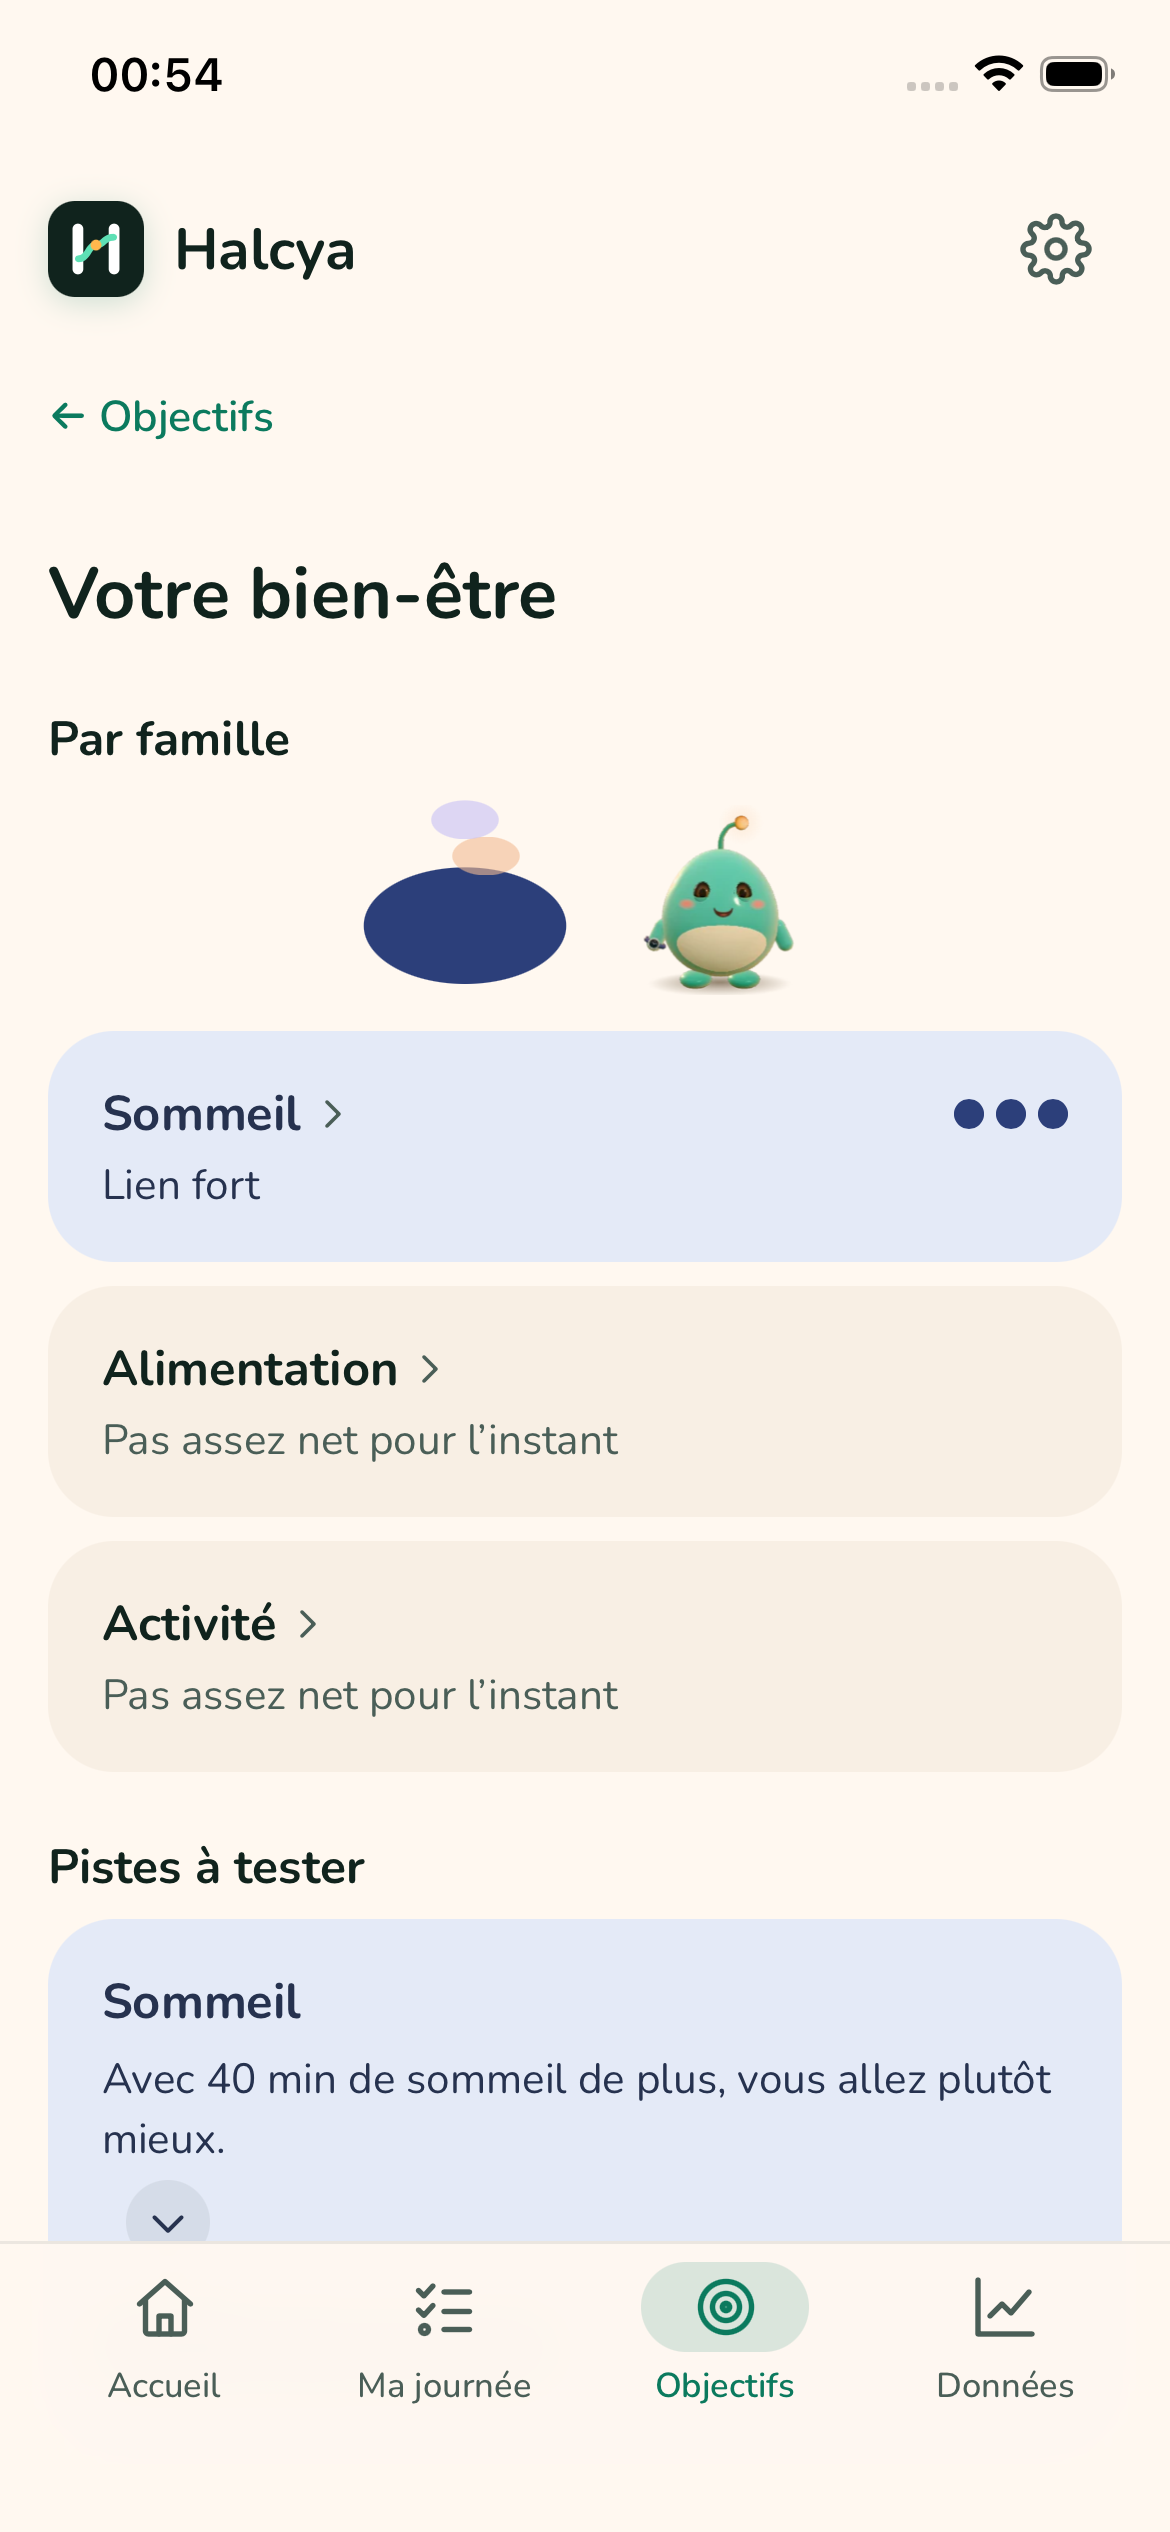 00:54
Halcya
← Objectifs
Votre bien-être
Par famille
Sommeil
Lien fort
Alimentation
Pas assez net pour l’instant
Activité
Pas assez net pour l’instant
Pistes à tester
Sommeil
Avec 40 min de sommeil de plus, vous allez plutôt
mieux.
Accueil
Ma journée
Objectifs
Données